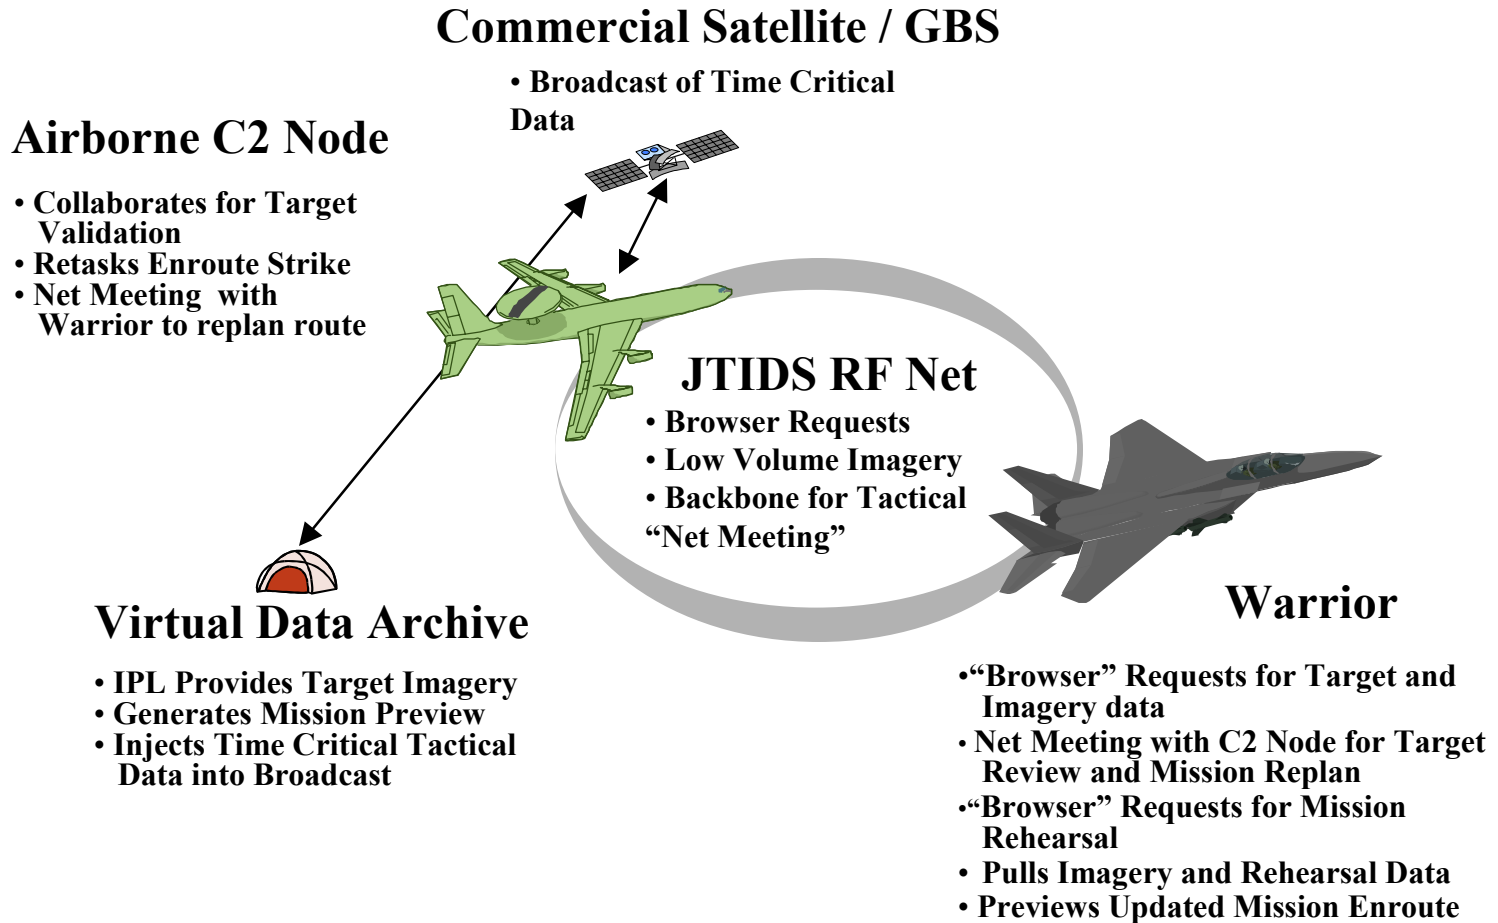 Commercial Satellite / GBS
• Broadcast of Time Critical
Data
Airborne C2 Node
• Collaborates for Target
Validation
• Retasks Enroute Strike
• Net Meeting with
Warrior to replan route
JTIDS RF Net
• Browser Requests
• Low Volume Imagery
• Backbone for Tactical
“Net Meeting”
Virtual Data Archive
• IPL Provides Target Imagery
• Generates Mission Preview
• Injects Time Critical Tactical
Data into Broadcast
Warrior
•“Browser” Requests for Target and
Imagery data
• Net Meeting with C2 Node for Target
Review and Mission Replan
•“Browser” Requests for Mission
Rehearsal
• Pulls Imagery and Rehearsal Data
• Previews Updated Mission Enroute